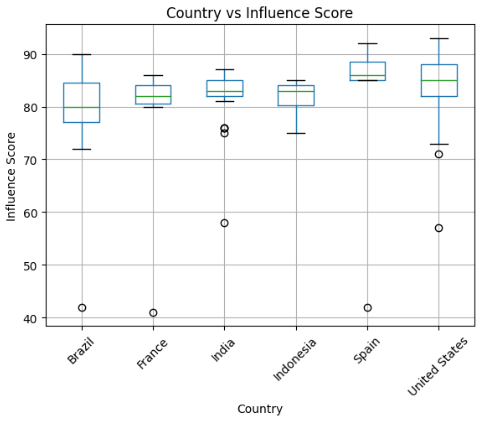 Country vs Influence Score
Influence Score
90
80
70
60
50
40
Brazil
France
India
Indonesia
Spain
United States
Country